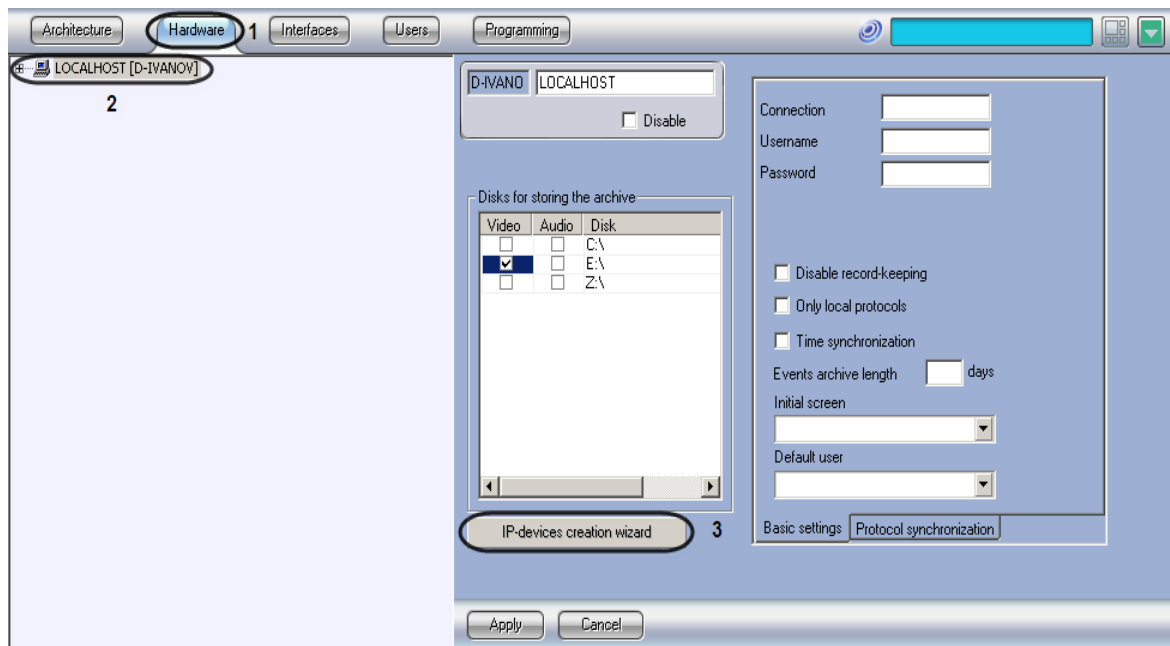 Architecture Hardware 1 Interfaces Users Programming
LOCALHOST [D-IVANOV]
2
D-IVANO LOCALHOST
Disable
Disks for storing the archive
Video Audio Disk
C:\
E:\
Z:\
IP-devices creation wizard 3
Connection
Username
Password
Disable record-keeping
Only local protocols
Time synchronization
Events archive length days
Initial screen
Default user
Basic settings Protocol synchronization
Apply Cancel